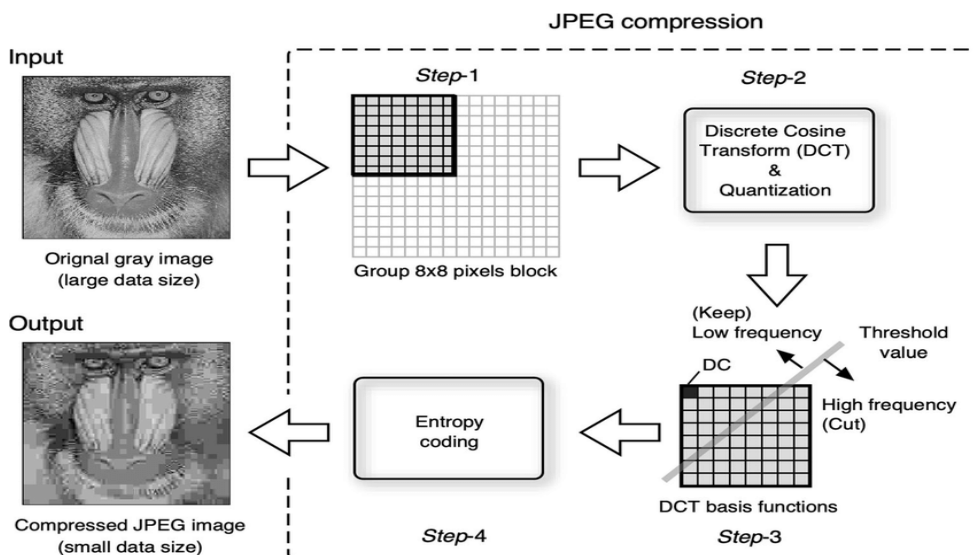 JPEG compression
Input
Step-1
Step-2
Discrete Cosine
Transform (DCT)
&
Quantization
Orignal gray image
(large data size)
Group 8x8 pixels block
Output
(Keep)
Low frequency
Threshold
value
DC
High frequency
(Cut)
Entropy
coding
DCT basis functions
Compressed JPEG image
(small data size)
Step-4
Step-3